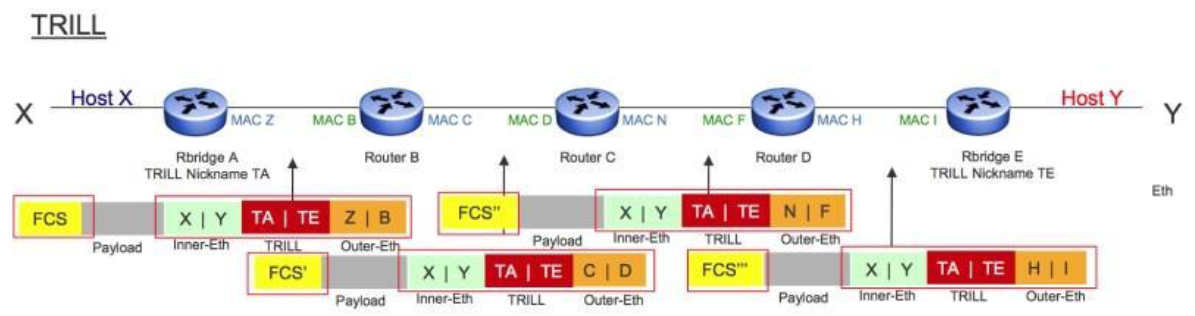 TRILL
X Host X Host Y Y
MAC Z MAC B MAC C MAC D MAC N MAC F MAC H MAC I
Rbridge A Router B Router C Router D Rbridge E
TRILL Nickname TA TRILL Nickname TE
Eth
FCS X | Y TA | TE Z | B
Payload Inner-Eth TRILL Outer-Eth
FCS" X | Y TA | TE N | F
Payload Inner-Eth TRILL Outer-Eth
FCS' X | Y TA | TE C | D
Payload Inner-Eth TRILL Outer-Eth
FCS''' X | Y TA | TE H | I
Payload Inner-Eth TRILL Outer-Eth